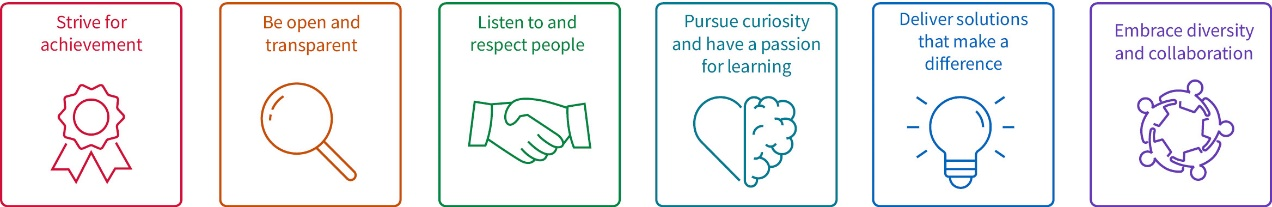 Strive for
achievement
Be open and
transparent
Listen to and
respect people
Pursue curiosity
and have a passion
for learning
Deliver solutions
that make a
difference
Embrace diversity
and collaboration